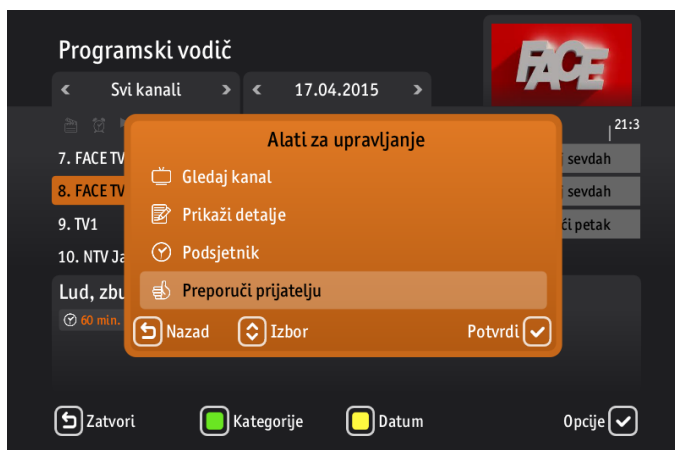 Programski vodič
FACE
Svi kanali
17.04.2015
21:3
Alati za upravljanje
7. FACE TV
sevdah
Gledaj kanal
8. FACE TV
sevdah
Prikaži detalje
9. TV1
ći petak
Podsjetnik
10. NTV Ja
Lud, zbu
Preporuči prijatelju
60 min.
Nazad
Izbor
Potvrdi
Zatvori
Kategorije
Datum
Opcije